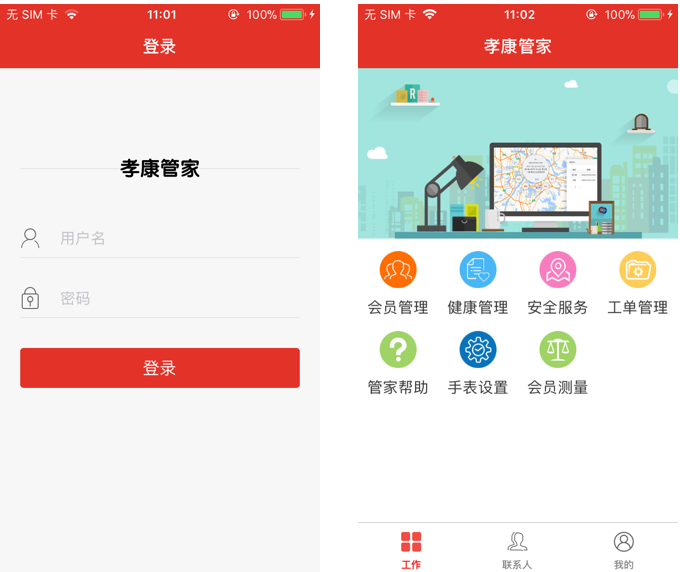 无 SIM 卡
11:01
100%
登录
孝康管家
用户名
密码
登录
无 SIM 卡
11:02
100%
孝康管家
R
会员管理
健康管理
安全服务
工单管理
管家帮助
手表设置
会员测量
工作
联系人
我的